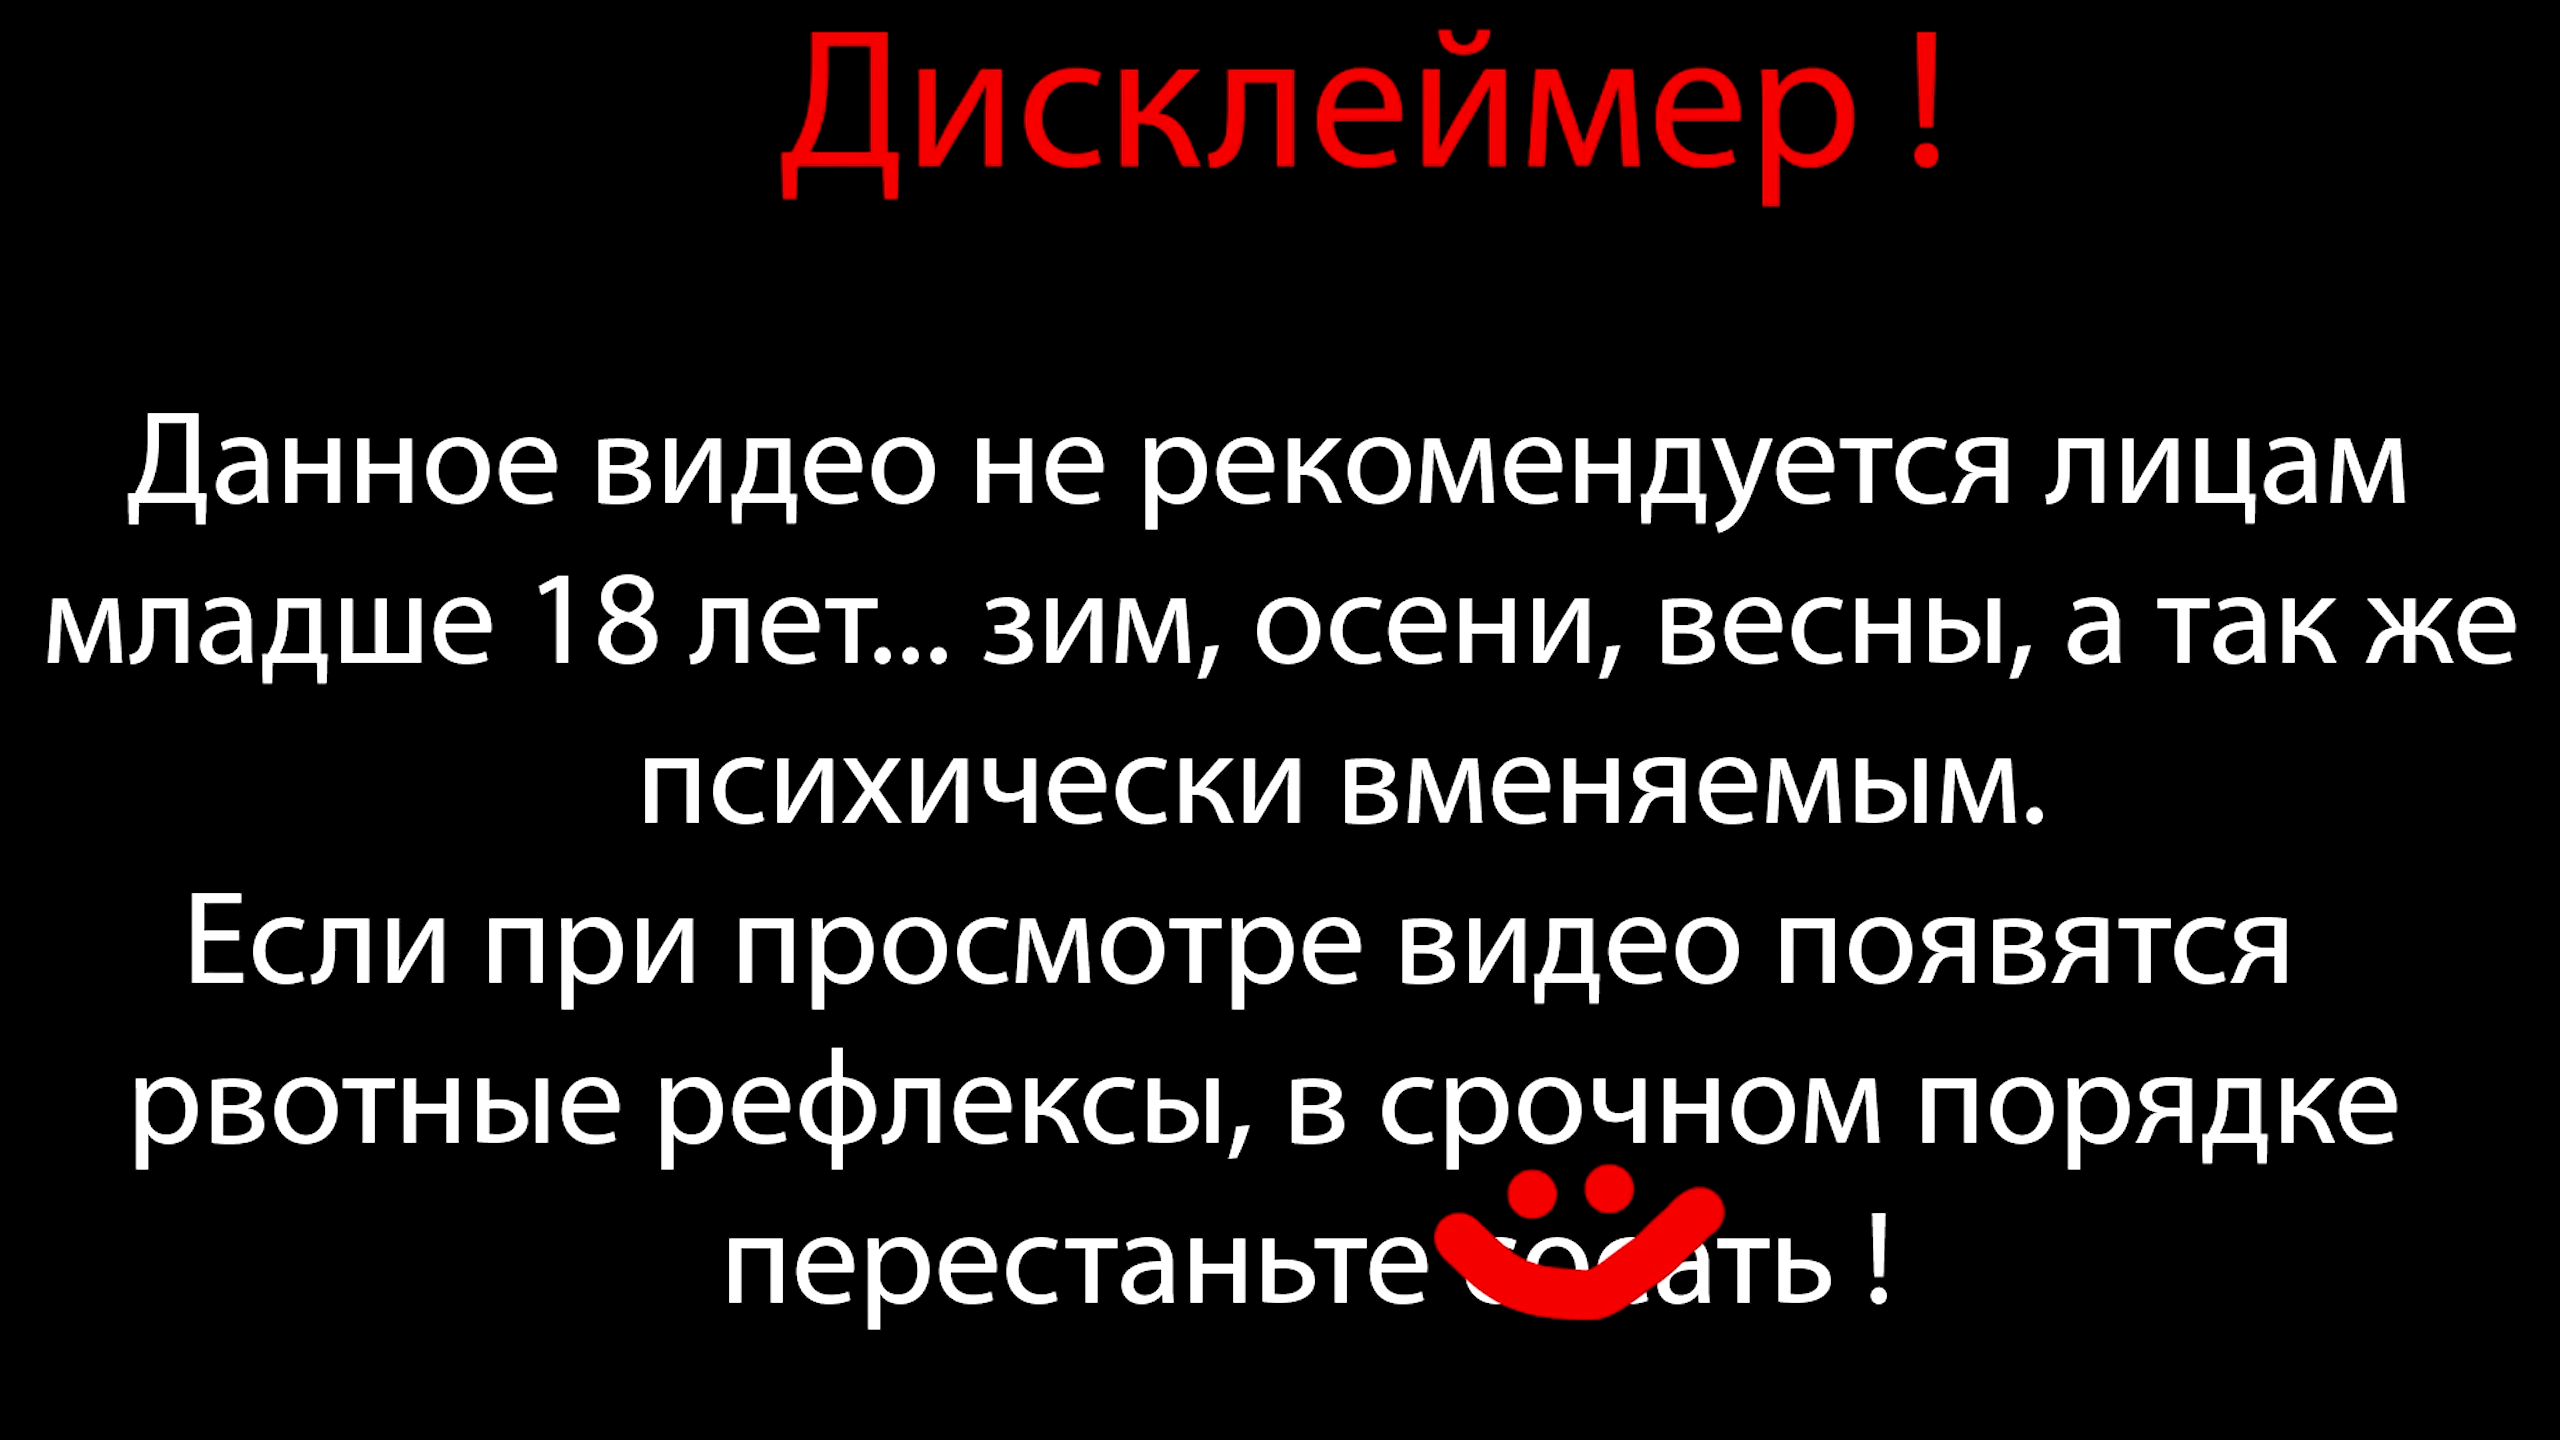 Дисклеймер !
Данное видео не рекомендуется лицам
младше 18 лет... зим, осени, весны, а так же
психически вменяемым.
Если при просмотре видео появятся
рвотные рефлексы, в срочном порядке
перестаньте сосать !